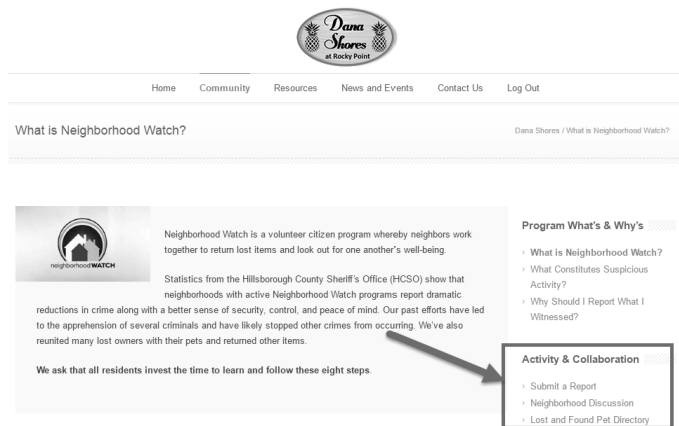 Dana
Shores
at Rocky Point
Home Community Resources News and Events Contact Us Log Out
What is Neighborhood Watch?
Dana Shores / What is Neighborhood Watch?
neighborhoodWATCH
Neighborhood Watch is a volunteer citizen program whereby neighbors work
together to return lost items and look out for one another's well-being.
Statistics from the Hillsborough County Sheriff's Office (HCSO) show that
neighborhoods with active Neighborhood Watch programs report dramatic
reductions in crime along with a better sense of security, control, and peace of mind. Our past efforts have led
to the apprehension of several criminals and have likely stopped other crimes from occurring. We've also
reunited many lost owners with their pets and returned other items.
We ask that all residents invest the time to learn and follow these eight steps.
Program What's & Why's
› What is Neighborhood Watch?
› What Constitutes Suspicious
Activity?
› Why Should I Report What I
Witnessed?
Activity & Collaboration
› Submit a Report
› Neighborhood Discussion
› Lost and Found Pet Directory